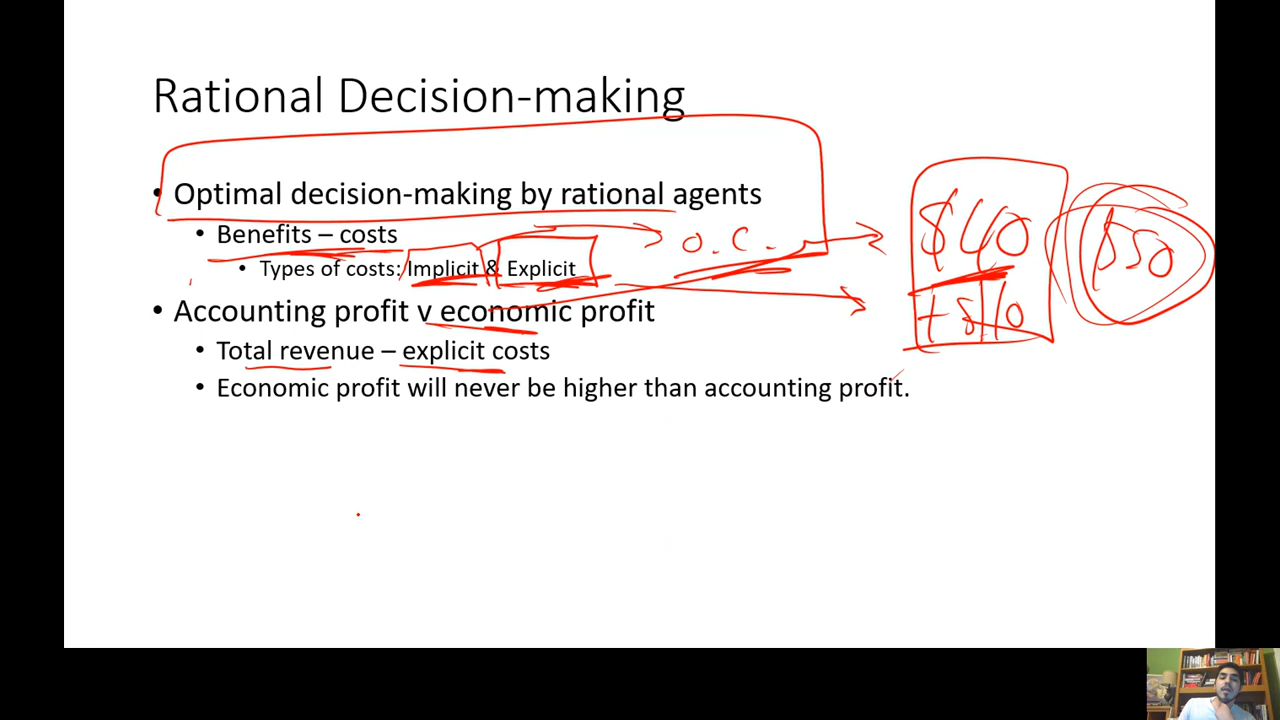 Rational Decision-making
• Optimal decision-making by rational agents
• Benefits – costs
• Types of costs: Implicit & Explicit
• Accounting profit v economic profit
• Total revenue – explicit costs
• Economic profit will never be higher than accounting profit.
O.C.
$40
+$10
$50